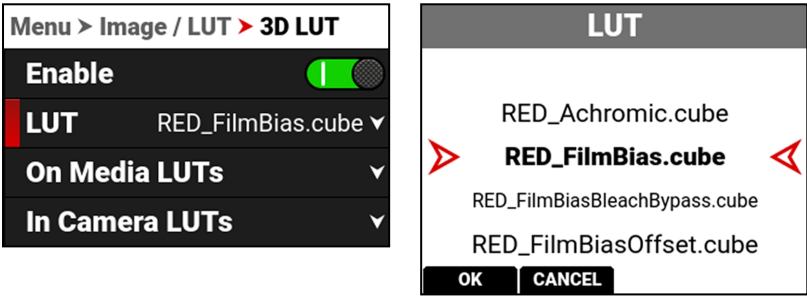 Menu > Image / LUT > 3D LUT
Enable
LUT RED_FilmBias.cube
On Media LUTs
In Camera LUTs
LUT
RED_Achromic.cube
RED_FilmBias.cube
RED_FilmBiasBleachBypass.cube
RED_FilmBiasOffset.cube
OK CANCEL